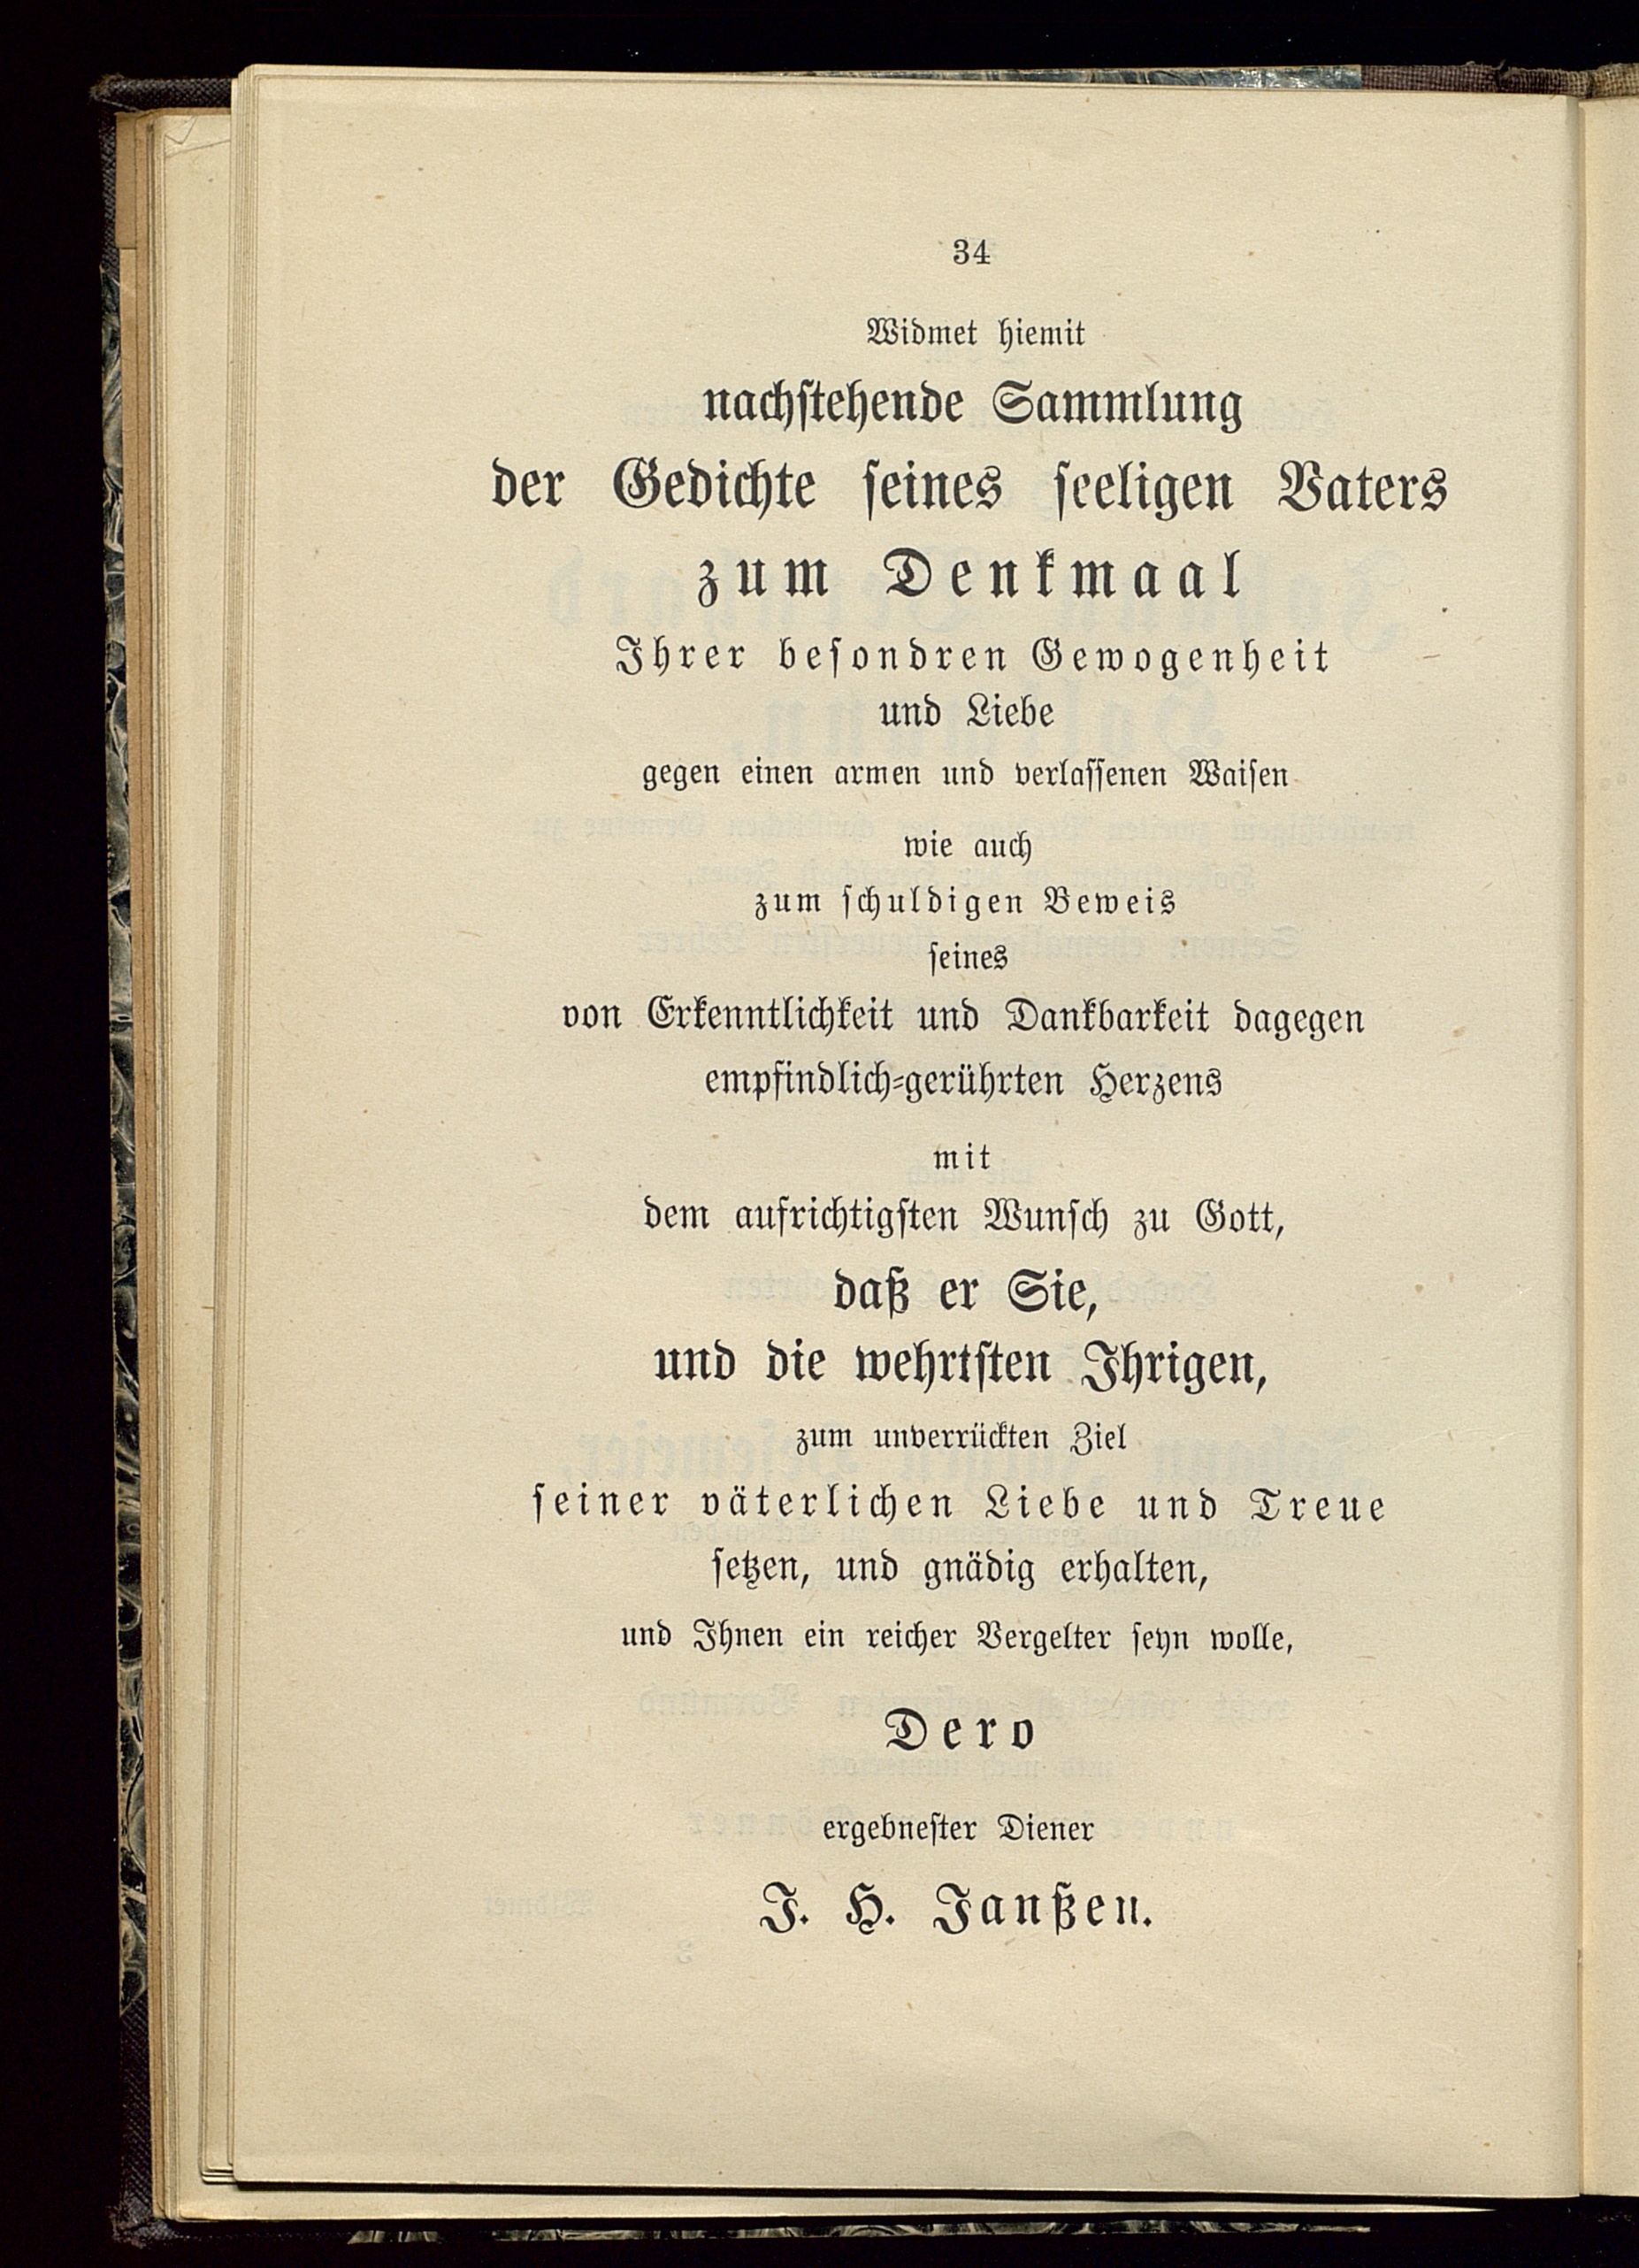 34
Widmet hiemit
nachstehende Sammlung
der Gedichte seines seeligen Vaters
zum Denkmaal
Ihrer besondren Gewogenheit
und Liebe
gegen einen armen und verlassenen Waisen
wie auch
zum schuldigen Beweis
seines
von Erkenntlichkeit und Dankbarkeit dagegen
empfindlich-gerührten Herzens
mit
dem aufrichtigsten Wunsch zu Gott,
daß er Sie,
und die wehrtsten Ihrigen,
zum unverrückten Ziel
seiner väterlichen Liebe und Treue
setzen, und gnädig erhalten,
und Ihnen ein reicher Vergelter seyn wolle,
Dero
ergebnester Diener
J. H. Janßen.